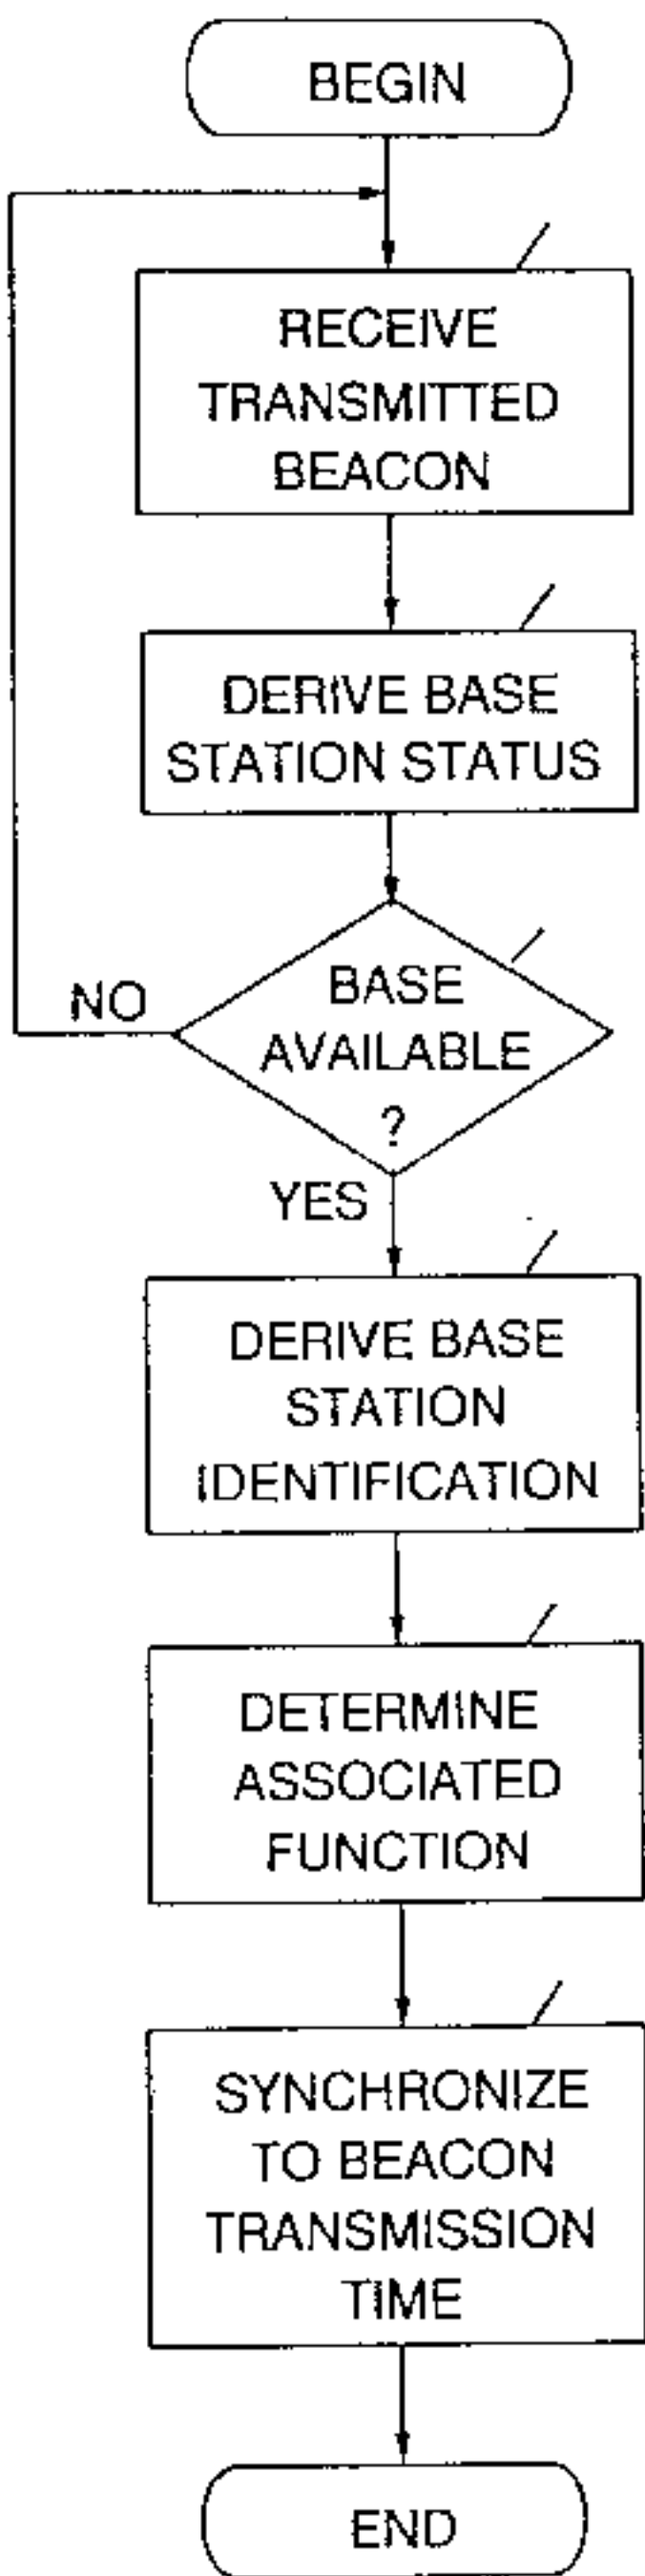 BEGIN
RECEIVE
TRANSMITTED
BEACON
DERIVE BASE
STATION STATUS
BASE
AVAILABLE
?
NO
YES
DERIVE BASE
STATION
IDENTIFICATION
DETERMINE
ASSOCIATED
FUNCTION
SYNCHRONIZE
TO BEACON
TRANSMISSION
TIME
END